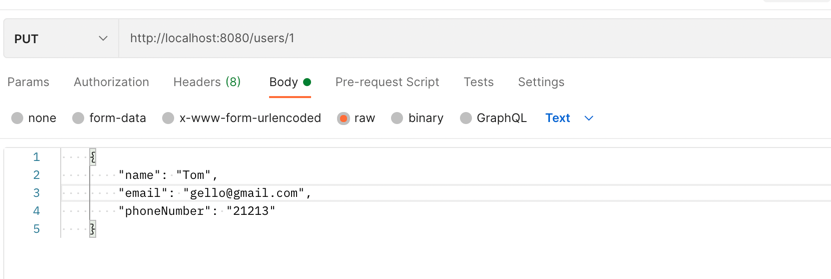 PUT http://localhost:8080/users/1
Params Authorization Headers (8) Body Pre-request Script Tests Settings
none form-data x-www-form-urlencoded raw binary GraphQL Text
1 {
2 "name": "Tom",
3 "email": "gello@gmail.com",
4 "phoneNumber": "21213"
5 }